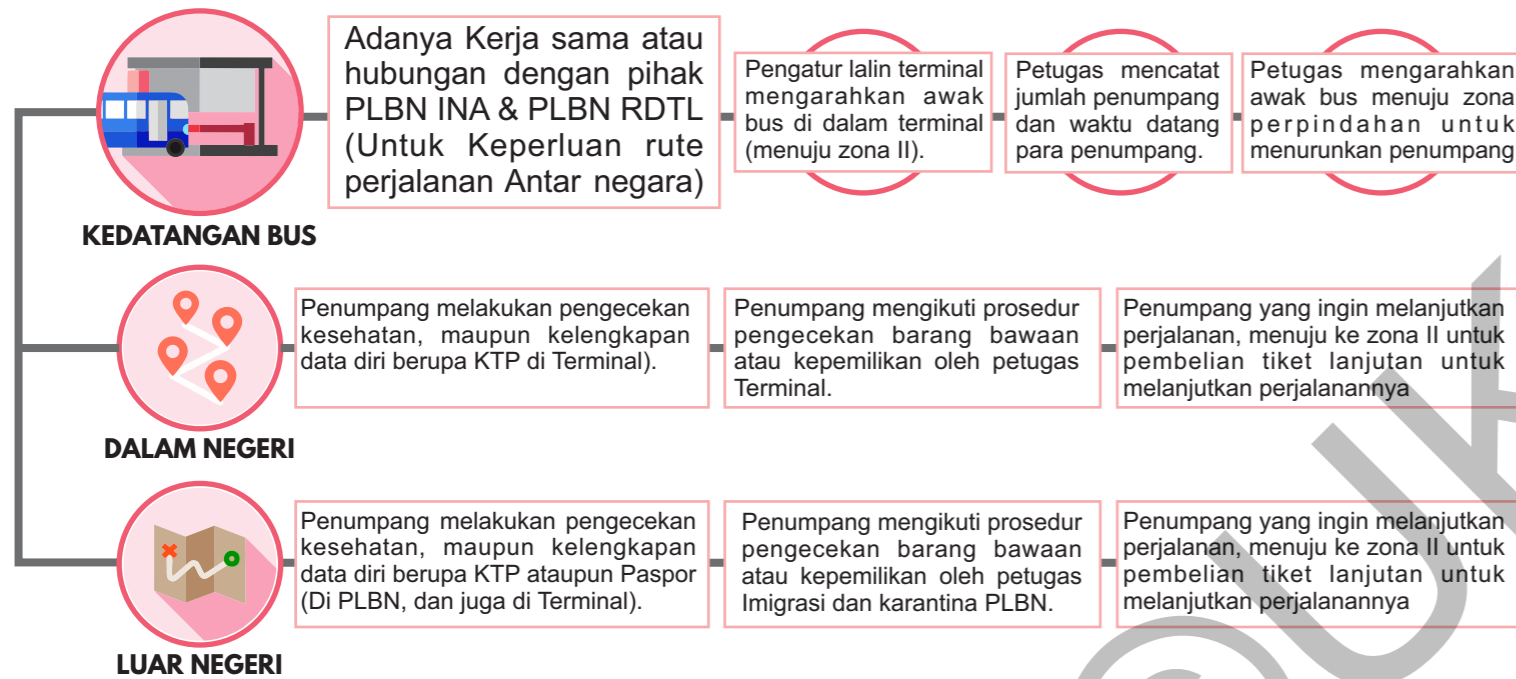 Adanya Kerja sama atau
hubungan dengan pihak
PLBN INA & PLBN RDTL
(Untuk Keperluan rute
perjalanan Antar negara)
Pengatur lalin terminal
mengarahkan awak
bus di dalam terminal
(menuju zona II).
Petugas mencatat
jumlah penumpang
dan waktu datang
para penumpang.
Petugas mengarahkan
awak bus menuju zona
perpindahan untuk
menurunkan penumpang
KEDATANGAN BUS
Penumpang melakukan pengecekan
kesehatan, maupun kelengkapan
data diri berupa KTP di Terminal).
Penumpang mengikuti prosedur
pengecekan barang bawaan
atau kepemilikan oleh petugas
Terminal.
Penumpang yang ingin melanjutkan
perjalanan, menuju ke zona II untuk
pembelian tiket lanjutan untuk
melanjutkan perjalanannya
DALAM NEGERI
Penumpang melakukan pengecekan
kesehatan, maupun kelengkapan
data diri berupa KTP ataupun Paspor
(Di PLBN, dan juga di Terminal).
Penumpang mengikuti prosedur
pengecekan barang bawaan
atau kepemilikan oleh petugas
Imigrasi dan karantina PLBN.
Penumpang yang ingin melanjutkan
perjalanan, menuju ke zona II untuk
pembelian tiket lanjutan untuk
melanjutkan perjalanannya
LUAR NEGERI